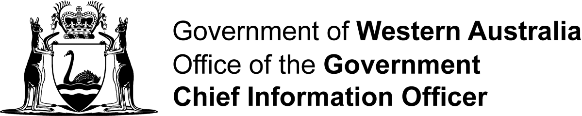 Government of Western Australia
Office of the Government
Chief Information Officer